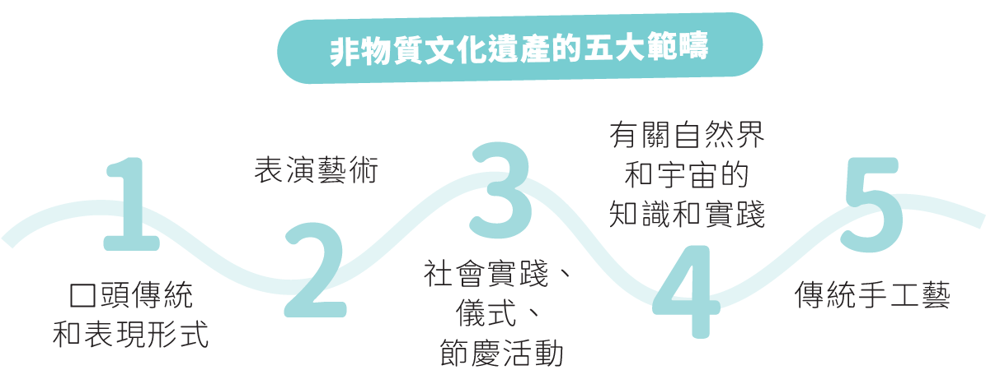 非物質文化遺產的五大範疇
1
口頭傳統
和表現形式
2
表演藝術
3
社會實踐、
儀式、
節慶活動
4
有關自然界
和宇宙的
知識和實踐
5
傳統手工藝